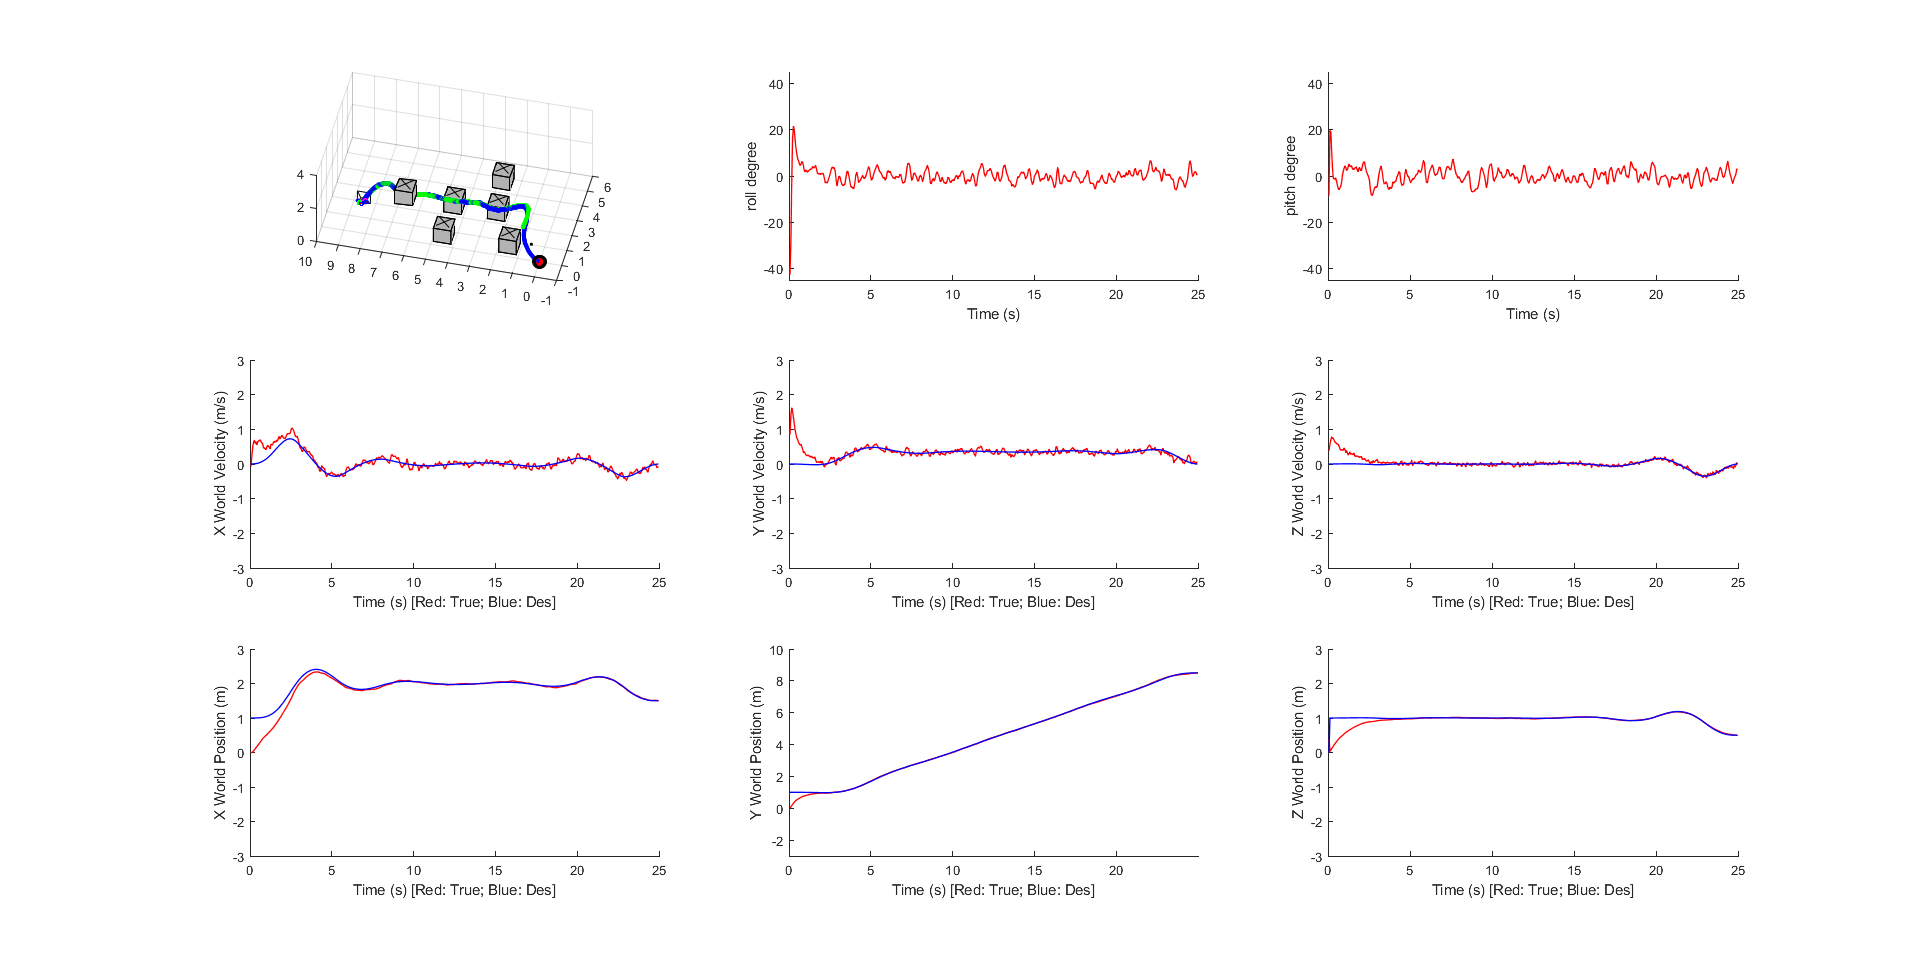 4
2
0
10 9 8 7 6 5 4 3 2 1 0 -1
6
5
4
3
2
1
0
-1
roll degree
40
20
0
-20
-40
0 5 10 15 20 25
Time (s)
pitch degree
40
20
0
-20
-40
0 5 10 15 20 25
Time (s)
X World Velocity (m/s)
3
2
1
0
-1
-2
-3
0 5 10 15 20 25
Time (s) [Red: True; Blue: Des]
Y World Velocity (m/s)
3
2
1
0
-1
-2
-3
0 5 10 15 20 25
Time (s) [Red: True; Blue: Des]
Z World Velocity (m/s)
3
2
1
0
-1
-2
-3
0 5 10 15 20 25
Time (s) [Red: True; Blue: Des]
X World Position (m)
3
2
1
0
-1
-2
-3
0 5 10 15 20 25
Time (s) [Red: True; Blue: Des]
Y World Position (m)
10
8
6
4
2
0
-2
0 5 10 15 20 25
Time (s) [Red: True; Blue: Des]
Z World Position (m)
3
2
1
0
-1
-2
-3
0 5 10 15 20 25
Time (s) [Red: True; Blue: Des]